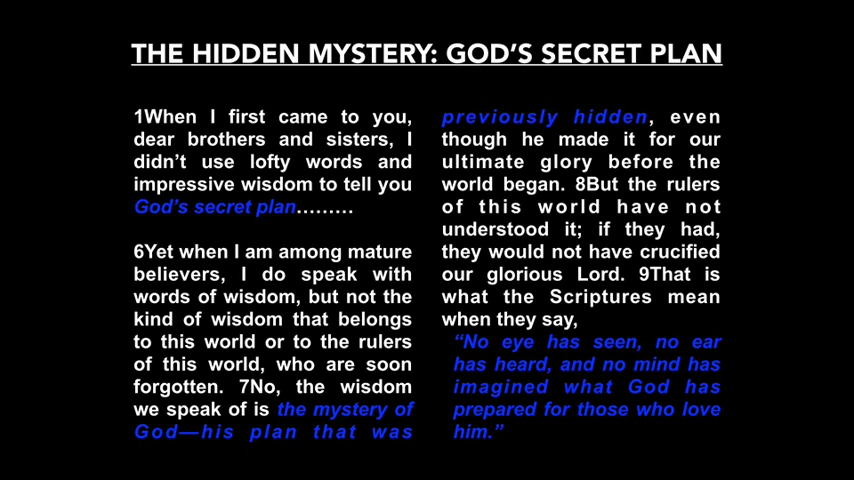 THE HIDDEN MYSTERY: GOD'S SECRET PLAN
1When I first came to you,
dear brothers and sisters, I
didn't use lofty words and
impressive wisdom to tell you
God's secret plan.........
6Yet when I am among mature
believers, I do speak with
words of wisdom, but not the
kind of wisdom that belongs
to this world or to the rulers
of this world, who are soon
forgotten. 7No, the wisdom
we speak of is the mystery of
God—his plan that was
previously hidden, even
though he made it for our
ultimate glory before the
world began. 8But the rulers
of this world have not
understood it; if they had,
they would not have crucified
our glorious Lord. 9That is
what the Scriptures mean
when they say,
“No eye has seen, no ear
has heard, and no mind has
imagined what God has
prepared for those who love
him.”